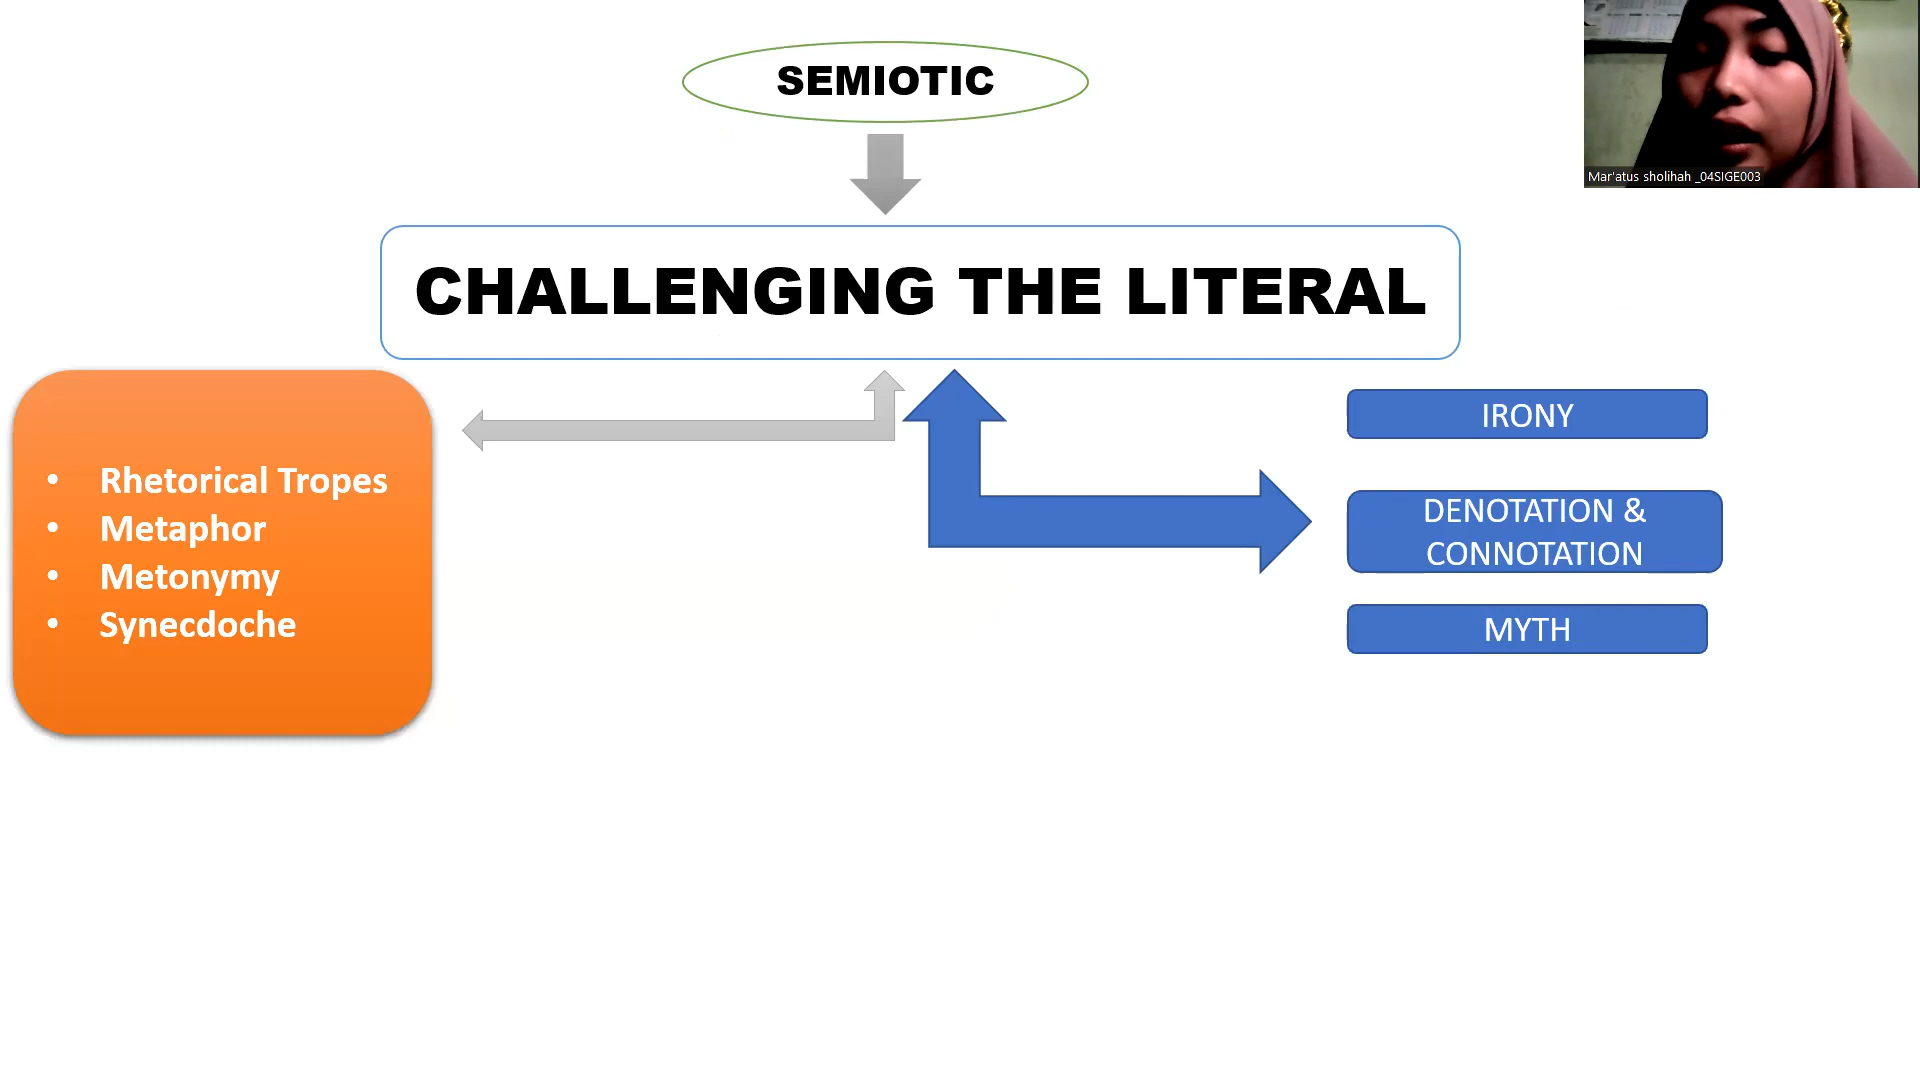 SEMIOTIC
Mar'atus sholihah _04SIGE003
CHALLENGING THE LITERAL
• Rhetorical Tropes
• Metaphor
• Metonymy
• Synecdoche
IRONY
DENOTATION &
CONNOTATION
MYTH